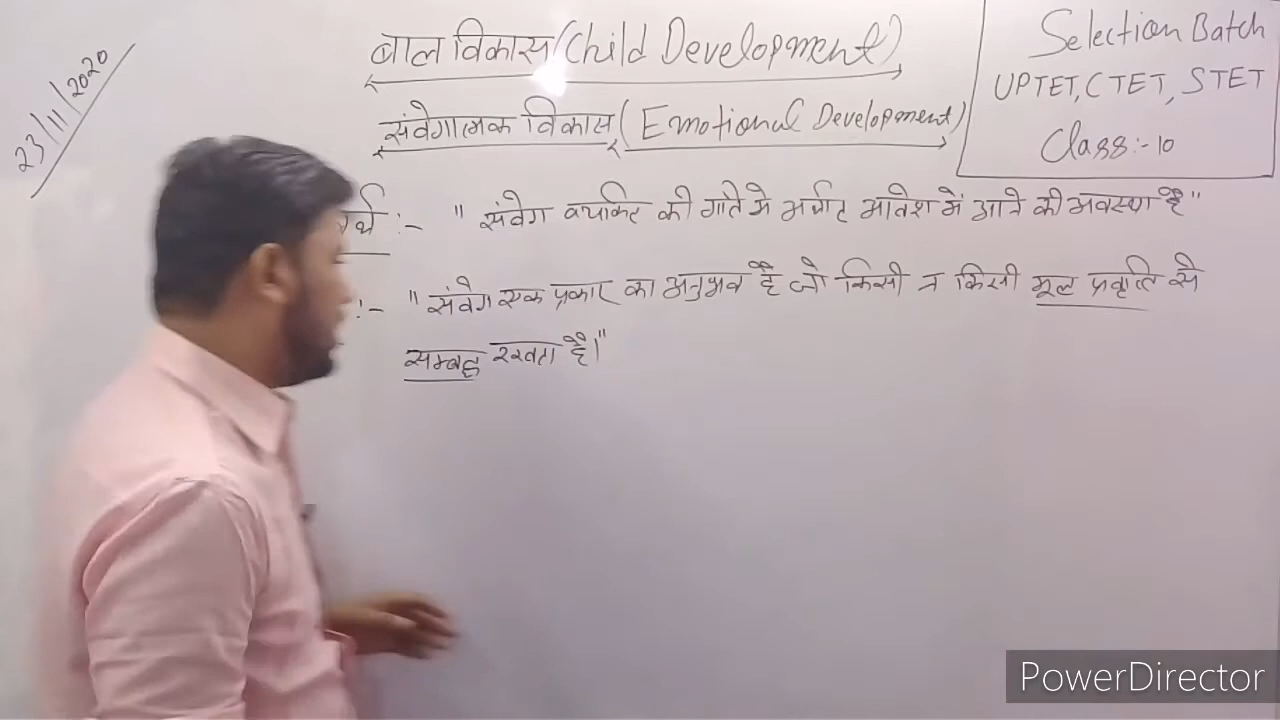 23/11/2020
बाल विकास (Child Development)
संवेगात्मक विकास (Emotional Development)
Selection Batch
UPTET, CTET, STET
Class:- 10
र्थ :- " संवेग व्यक्ति की गति में अर्थात आवेश में आने की अवस्था है"
:- "संवेग एक प्रकार का अनुभव है जो किसी न किसी मूल प्रवृत्ति से
सम्बद्ध रखता है।"
PowerDirector